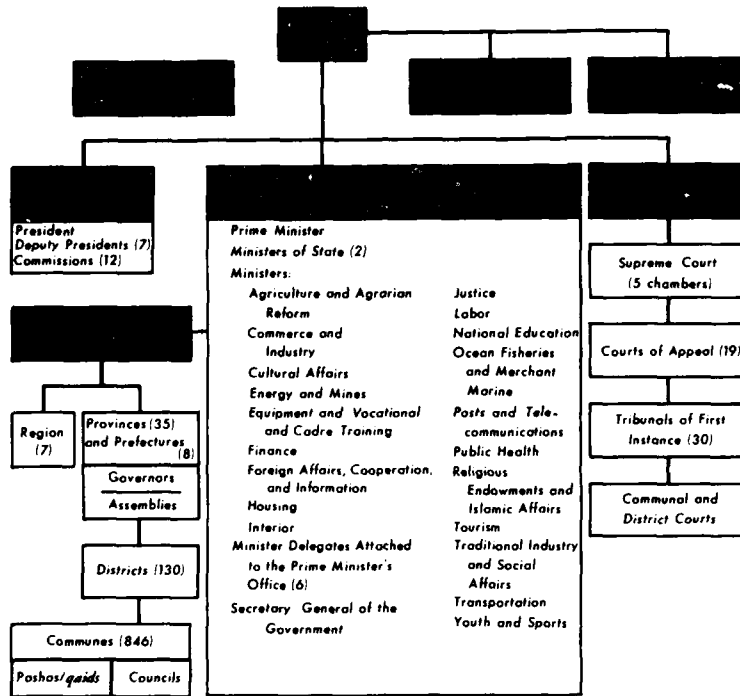 President
Deputy Presidents (7)
Commissions (12)
Prime Minister
Ministers of State (2)
Ministers:
Agriculture and Agrarian
Reform
Commerce and
Industry
Cultural Affairs
Energy and Mines
Equipment and Vocational
and Cadre Training
Finance
Foreign Affairs, Cooperation,
and Information
Housing
Interior
Minister Delegates Attached
to the Prime Minister's
Office (6)
Secretary General of the
Government
Justice
Labor
National Education
Ocean Fisheries
and Merchant
Marine
Posts and Tele-
communications
Public Health
Religious
Endowments and
Islamic Affairs
Tourism
Traditional Industry
and Social
Affairs
Transportation
Youth and Sports
Supreme Court
(5 chambers)
Courts of Appeal (19)
Tribunals of First
Instance (30)
Communal and
District Courts
Region
(7)
Provinces (35)
and Prefectures (8)
Governors
Assemblies
Districts (130)
Communes (846)
Pashas/qaids
Councils